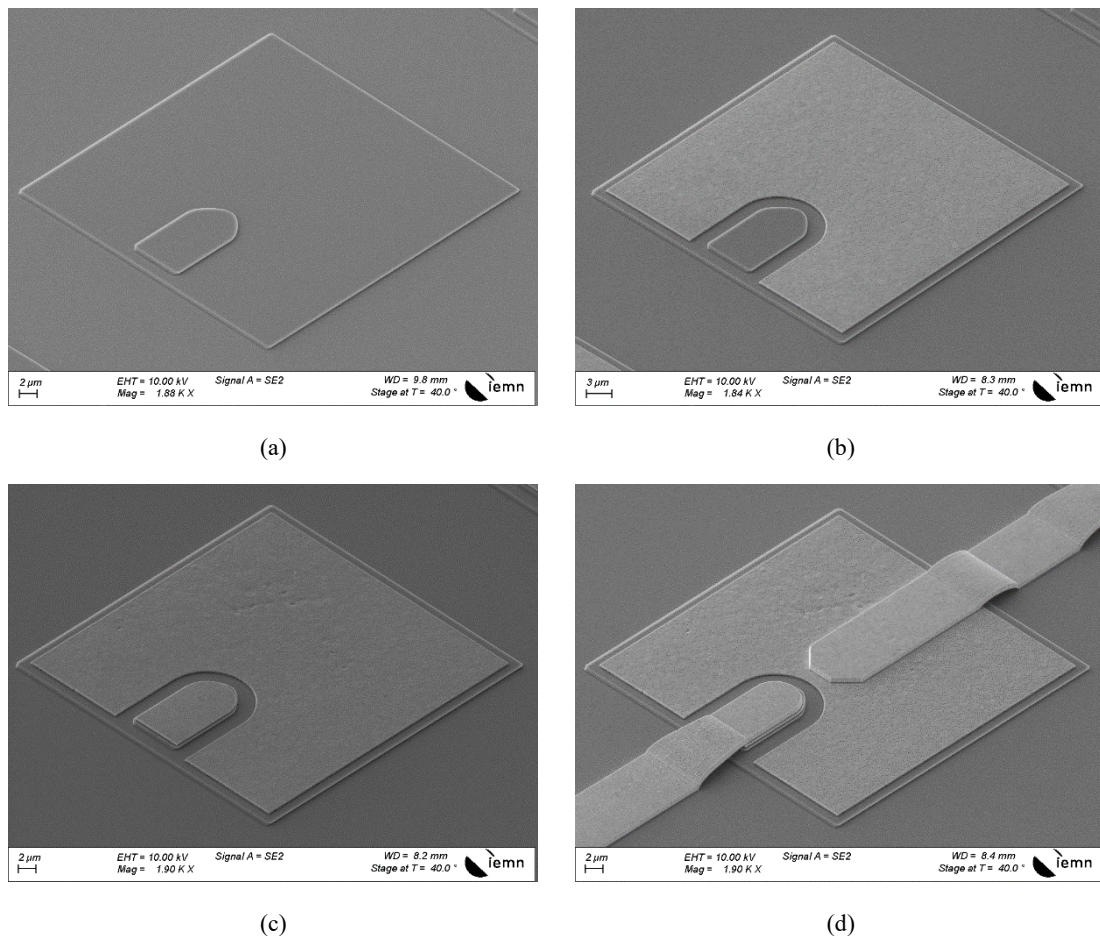 2 µm EHT = 10.00 kV Signal A = SE2 WD = 9.8 mm iemn
Mag = 1.88 K X Stage at T = 40.0 °
3 µm EHT = 10.00 kV Signal A = SE2 WD = 8.3 mm iemn
Mag = 1.84 K X Stage at T = 40.0 °
(a) (b)
2 µm EHT = 10.00 kV Signal A = SE2 WD = 8.2 mm iemn
Mag = 1.90 K X Stage at T = 40.0 °
2 µm EHT = 10.00 kV Signal A = SE2 WD = 8.4 mm iemn
Mag = 1.90 K X Stage at T = 40.0 °
(c) (d)